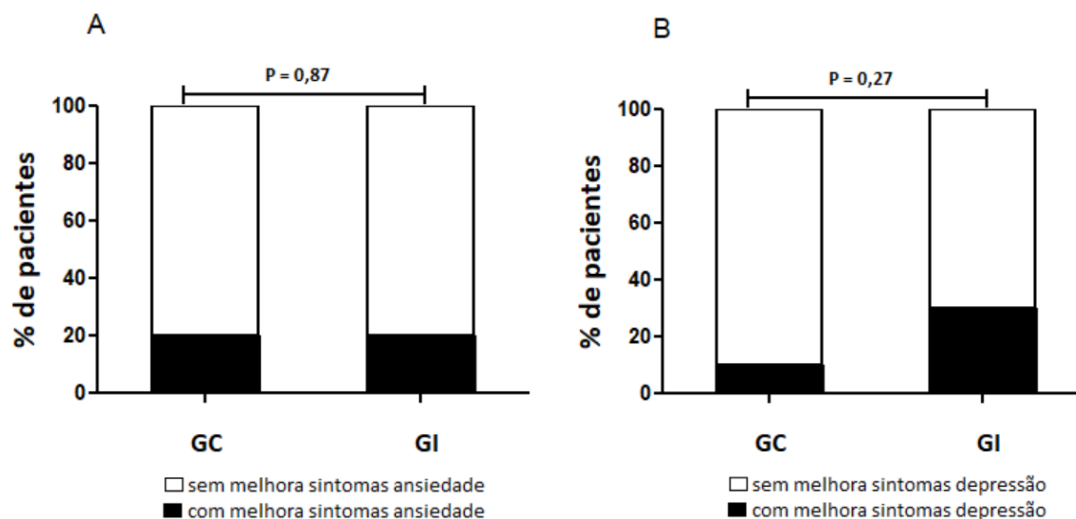 A
P = 0,87
% de pacientes
100
80
60
40
20
0
GC GI
sem melhora sintomas ansiedade
com melhora sintomas ansiedade
B
P = 0,27
% de pacientes
100
80
60
40
20
0
GC GI
sem melhora sintomas depressão
com melhora sintomas depressão